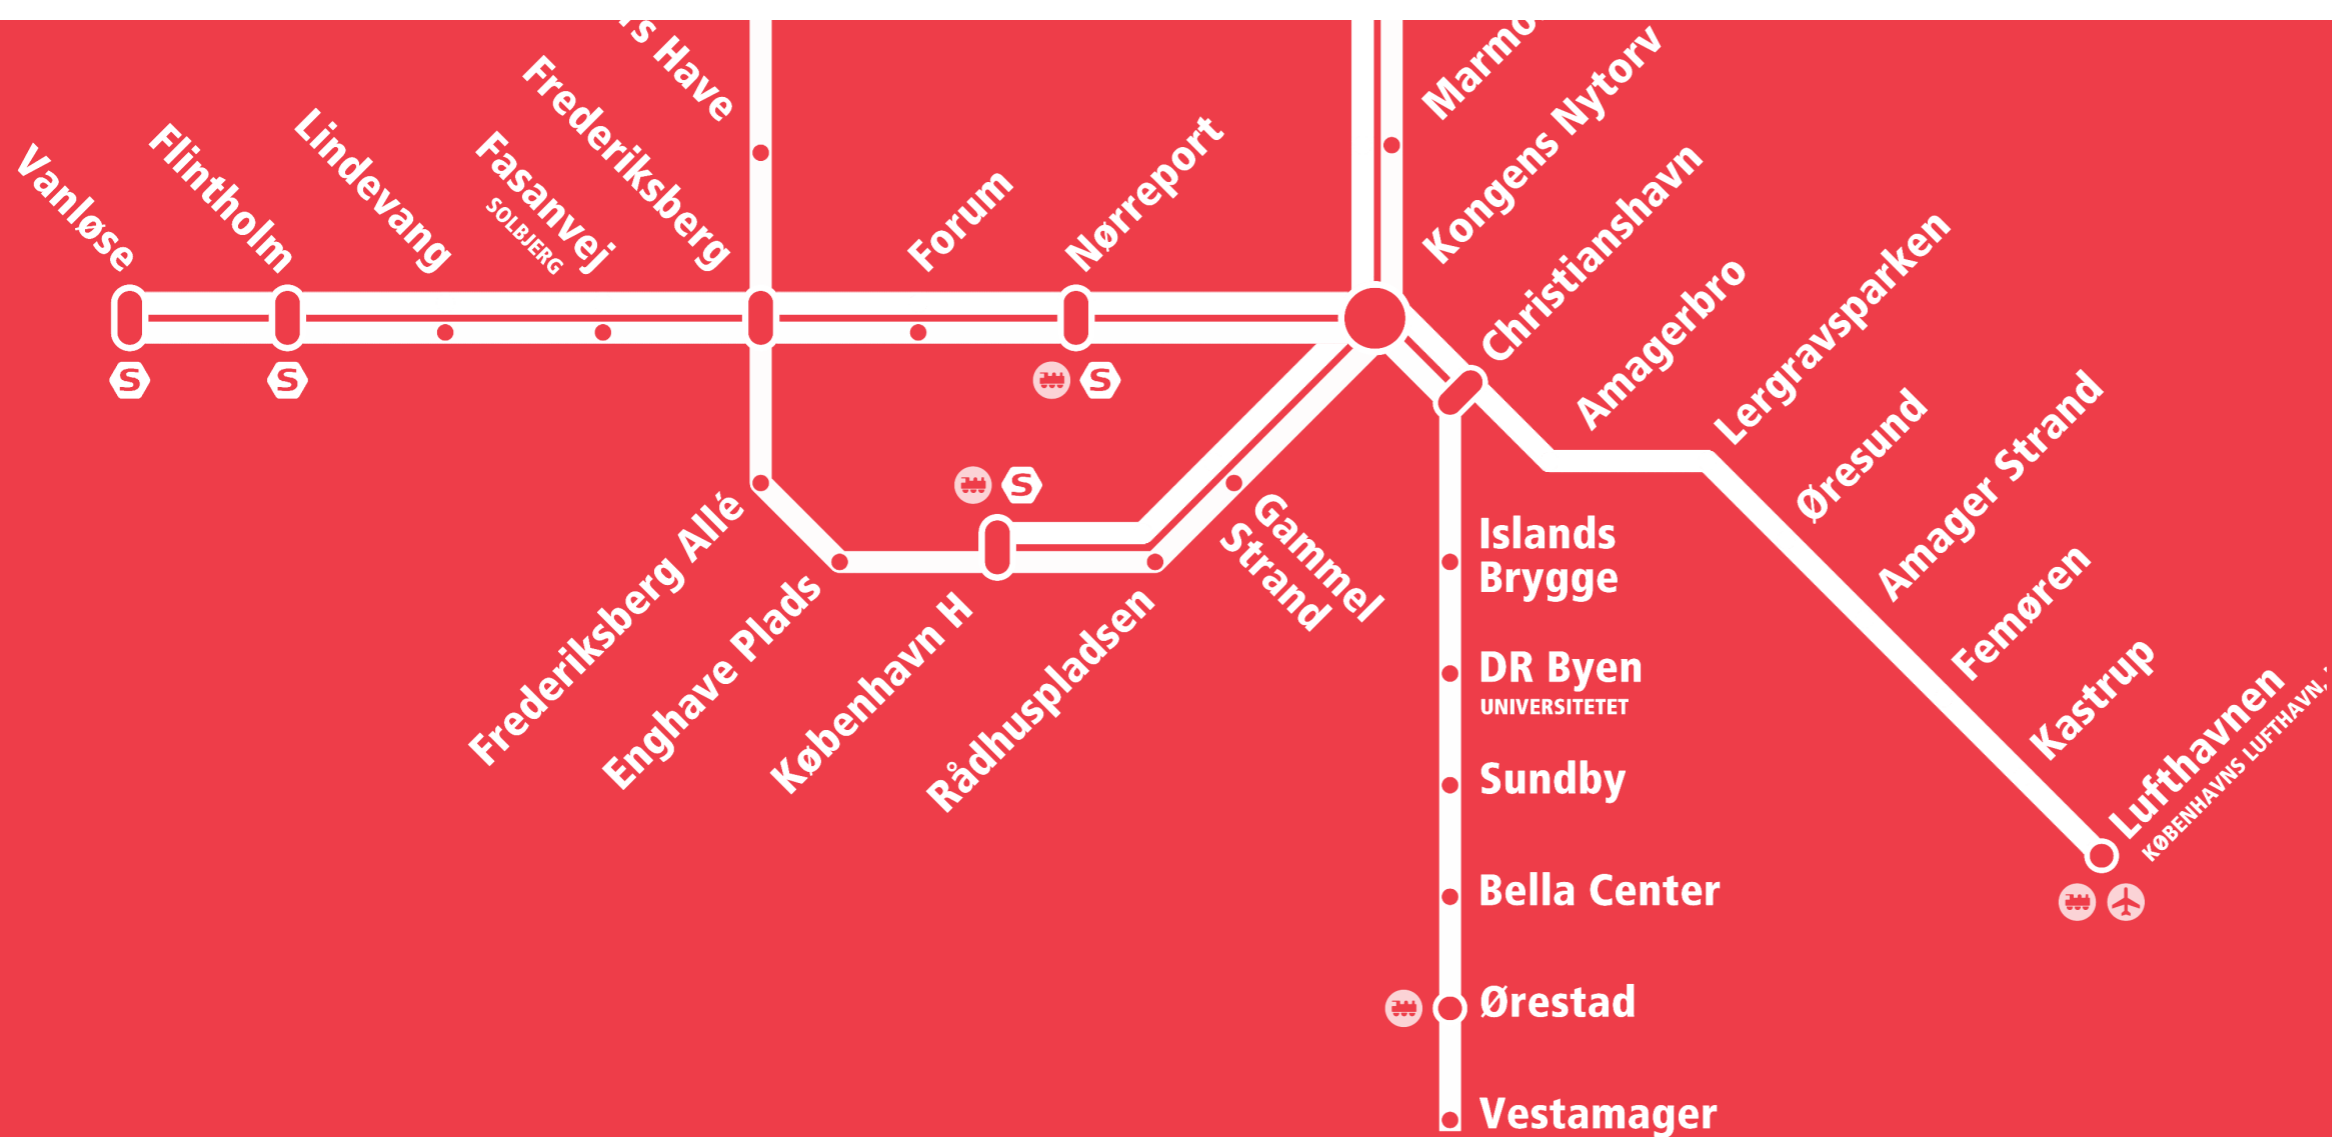 s Have
Vanløse
Flintholm
Lindevang
Fasanvej
SOLBJERG
Frederiksberg
Forum
Nørreport
Kongens Nytorv
Christianshavn
Amagerbro
Lergravsparken
Øresund
Amager Strand
Femøren
Kastrup
Lufthavnen
KØBENHAVNS LUFTHAVN,
S
S
S
S
Frederiksberg Allé
Enghave Plads
København H
Rådhuspladsen
Gammel
Strand
Islands
Brygge
DR Byen
UNIVERSITETET
Sundby
Bella Center
Ørestad
Vestamager